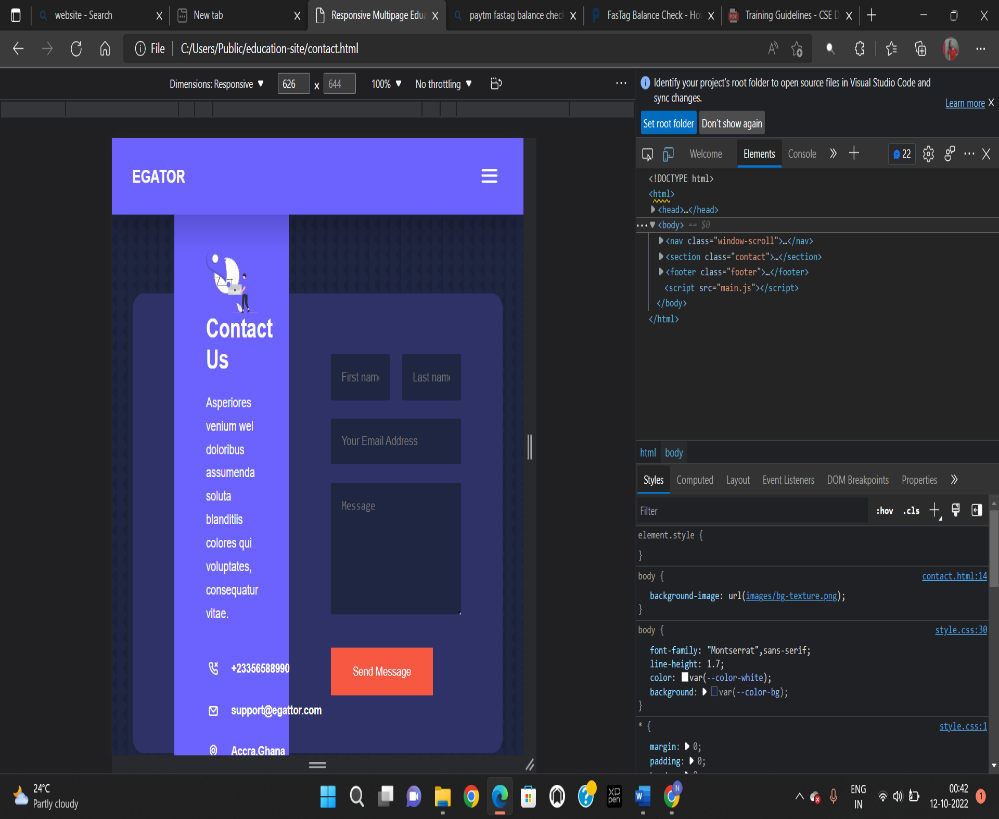 website - Search
New tab
Responsive Multipage Edu
paytm fastag balance check
FasTag Balance Check - Ho
Training Guidelines - CSE D
File
C:/Users/Public/education-site/contact.html
Dimensions: Responsive
626 x 644
100%
No throttling
EGATOR
Contact
Us
Asperiores
venium wel
doloribus
assumenda
soluta
blanditiis
colores qui
voluptates,
consequatur
vitae.
+23356588990
support@egattor.com
Accra,Ghana
First name
Last name
Your Email Address
Message
Send Message
Identify your project's root folder to open source files in Visual Studio Code and
sync changes.
Learn more
Set root folder
Don't show again
Welcome
Elements
Console
22
<!DOCTYPE html>
<html>
<head>…</head>
<body> == $0
<nav class="window-scroll">…</nav>
<section class="contact">…</section>
<footer class="footer">…</footer>
<script src="main.js"></script>
</body>
</html>
html body
Styles
Computed
Layout
Event Listeners
DOM Breakpoints
Properties
Filter
:hov
.cls
element.style {
}
body {
contact.html:14
background-image: url(images/bg-texture.png);
}
body {
style.css:30
font-family: "Montserrat",sans-serif;
line-height: 1.7;
color: var(--color-white);
background: var(--color-bg);
}
* {
style.css:1
margin: 0;
padding: 0;
24°C
Partly cloudy
ENG
IN
00:42
12-10-2022
1